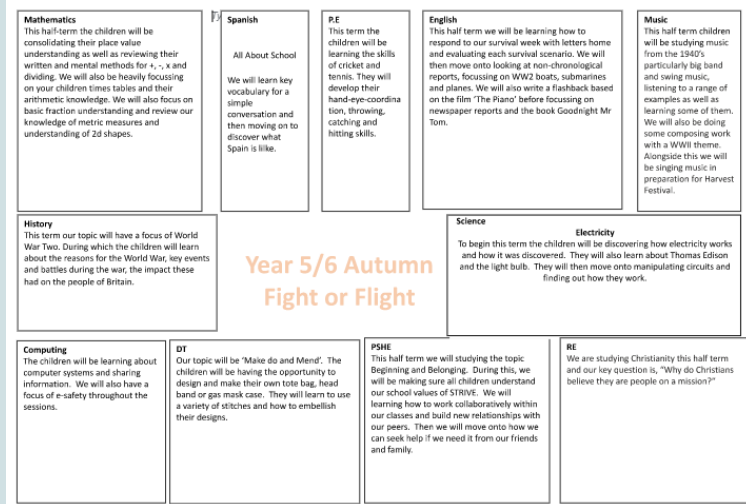 Mathematics
This half-term the children will be
consolidating their place value
understanding as well as reviewing their
written and mental methods for +, -, x and
dividing. We will also be heavily focussing
on your children times tables and their
arithmetic knowledge. We will also focus on
basic fraction understanding and review our
knowledge of metric measures and
understanding of 2d shapes.
Spanish
All About School
We will learn key
vocabulary for a
simple
conversation and
then moving on to
discover what
Spain is liike.
P.E
This term the
children will be
learning the skills
of cricket and
tennis. They will
develop their
hand-eye-coordina
tion, throwing,
catching and
hitting skills.
English
This half term we will be learning how to
respond to our survival week with letters home
and evaluating each survival scenario. We will
then move onto looking at non-chronological
reports, focussing on WW2 boats, submarines
and planes. We will also write a flashback based
on the film 'The Piano' before focussing on
newspaper reports and the book Goodnight Mr
Tom.
Music
This half term children
will be studying music
from the 1940's
particularly big band
and swing music,
listening to a range of
examples as well as
learning some of them.
We will also be doing
some composing work
with a WWII theme.
Alongside this we will
be singing music in
preparation for Harvest
Festival.
History
This term our topic will have a focus of World
War Two. During which the children will learn
about the reasons for the World War, key events
and battles during the war, the impact these
had on the people of Britain.
Year 5/6 Autumn
Fight or Flight
Science
Electricity
To begin this term the children will be discovering how electricity works
and how it was discovered. They will also learn about Thomas Edison
and the light bulb. They will then move onto manipulating circuits and
finding out how they work.
Computing
The children will be learning about
computer systems and sharing
information. We will also have a
focus of e-safety throughout the
sessions.
DT
Our topic will be 'Make do and Mend'. The
children will be having the opportunity to
design and make their own tote bag, head
band or gas mask case. They will learn to use
a variety of stitches and how to embellish
their designs.
PSHE
This half term we will studying the topic
Beginning and Belonging. During this, we
will be making sure all children understand
our school values of STRIVE. We will
learning how to work collaboratively within
our classes and build new relationships with
our peers. Then we will move onto how we
can seek help if we need it from our friends
and family.
RE
We are studying Christianity this half term
and our key question is, "Why do Christians
believe they are people on a mission?"